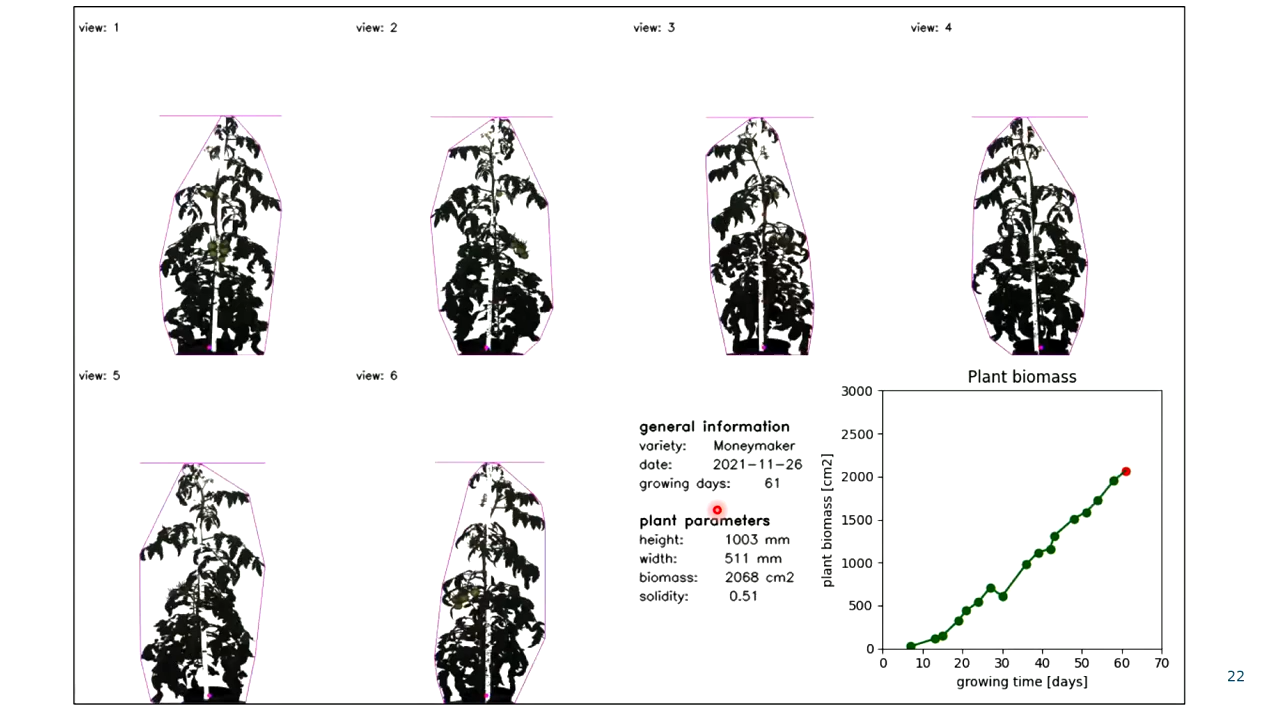 view: 1
view: 2
view: 3
view: 4
view: 5
view: 6
general information
variety: Moneymaker
date: 2021-11-26
growing days: 61
plant parameters
height: 1003 mm
width: 511 mm
biomass: 2068 cm2
solidity: 0.51
Plant biomass
plant biomass [cm2]
3000
2500
2000
1500
1000
500
0
0 10 20 30 40 50 60 70
growing time [days]
22